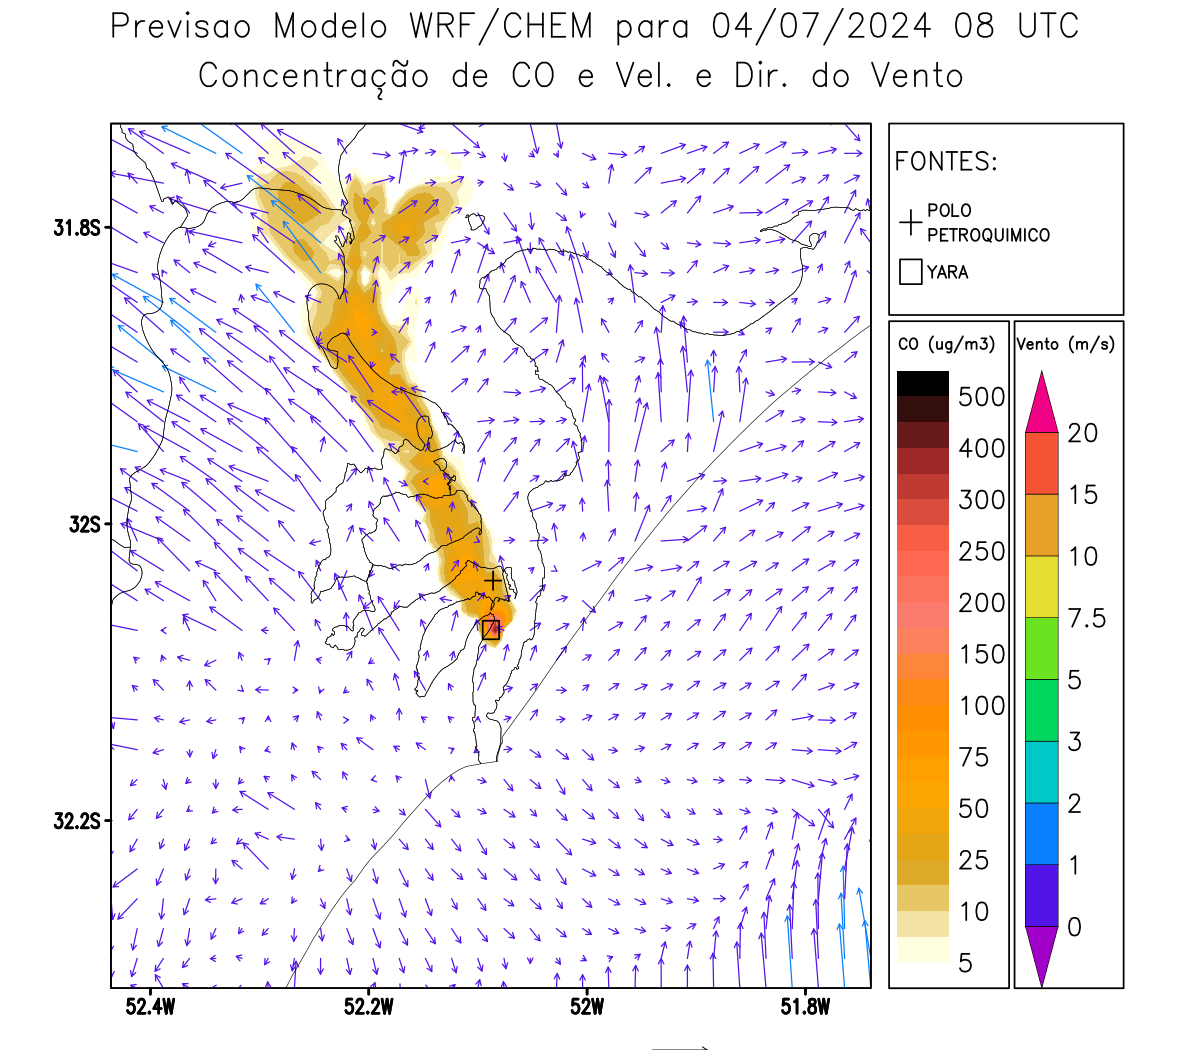 Previsao Modelo WRF/CHEM para 04/07/2024 08 UTC
Concentração de CO e Vel. e Dir. do Vento
FONTES:
POLO
PETROQUIMICO
YARA
CO (ug/m3)
500
400
300
250
200
150
100
75
50
25
10
5
Vento (m/s)
20
15
10
7.5
5
3
2
1
0
31.8S
32S
32.2S
52.4W
52.2W
52W
51.8W